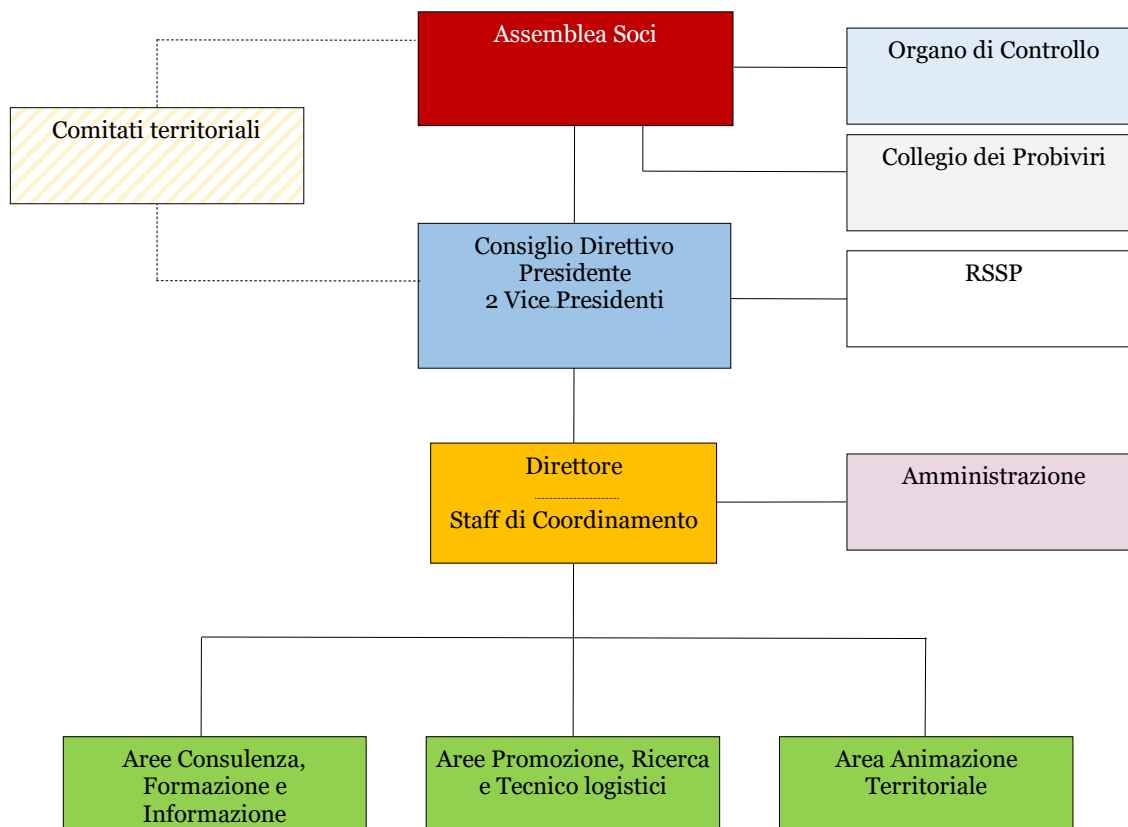 Assemblea Soci
Organo di Controllo
Comitati territoriali
Collegio dei Probiviri
Consiglio Direttivo
Presidente
2 Vice Presidenti
RSSP
Direttore
Staff di Coordinamento
Amministrazione
Aree Consulenza,
Formazione e
Informazione
Aree Promozione, Ricerca
e Tecnico logistici
Area Animazione
Territoriale